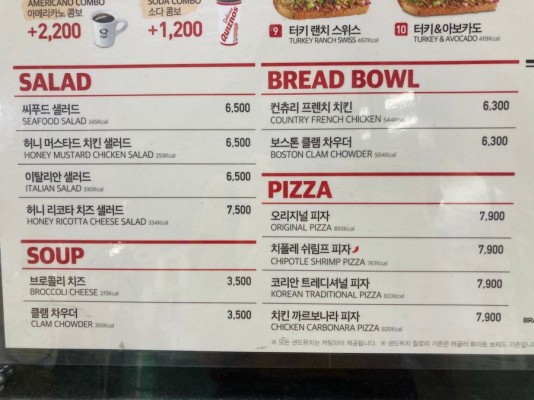 AMERICANO COMBO
아메리카노 콤보
+2,200
SODA COMBO
소다 콤보
+1,200
Quiznos
9 터키 랜치 스위스
TURKEY RANCH SWISS 467Kcal
10 터키&아보카도
TURKEY & AVOCADO 419Kcal
SALAD
씨푸드 샐러드 6,500
SEAFOOD SALAD
허니 머스타드 치킨 샐러드 6,500
HONEY MUSTARD CHICKEN SALAD 253Kcal
이탈리안 샐러드 6,500
ITALIAN SALAD 330Kcal
허니 리코타 치즈 샐러드 7,500
HONEY RICOTTA CHEESE SALAD 334Kcal
SOUP
브로콜리 치즈 3,500
BROCCOLI CHEESE
클램 차우더 3,500
CLAM CHOWDER
BREAD BOWL
컨츄리 프렌치 치킨 6,300
COUNTRY FRENCH CHICKEN 544Kcal
보스톤 클램 차우더 6,300
BOSTON CLAM CHOWDER 504Kcal
PIZZA
오리지널 피자 7,900
ORIGINAL PIZZA
치폴레 쉬림프 피자 7,900
CHIPOTLE SHRIMP PIZZA 767Kcal
코리안 트레디셔널 피자 7,900
KOREAN TRADITIONAL PIZZA
치킨 까르보나라 피자 7,900
CHICKEN CARBONARA PIZZA 820Kcal
※ 모든 샌드위치는 커팅되어 제공됩니다. ※ 샌드위치 칼로리 기준은 레귤러 화이트 브레드 기준입니
BRA